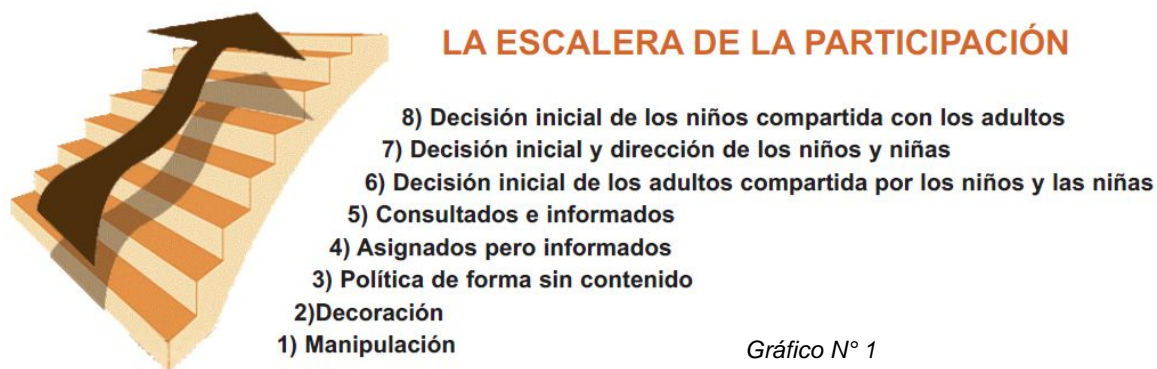 LA ESCALERA DE LA PARTICIPACIÓN
8) Decisión inicial de los niños compartida con los adultos
7) Decisión inicial y dirección de los niños y niñas
6) Decisión inicial de los adultos compartida por los niños y las niñas
5) Consultados e informados
4) Asignados pero informados
3) Política de forma sin contenido
2)Decoración
1) Manipulación
Gráfico N° 1